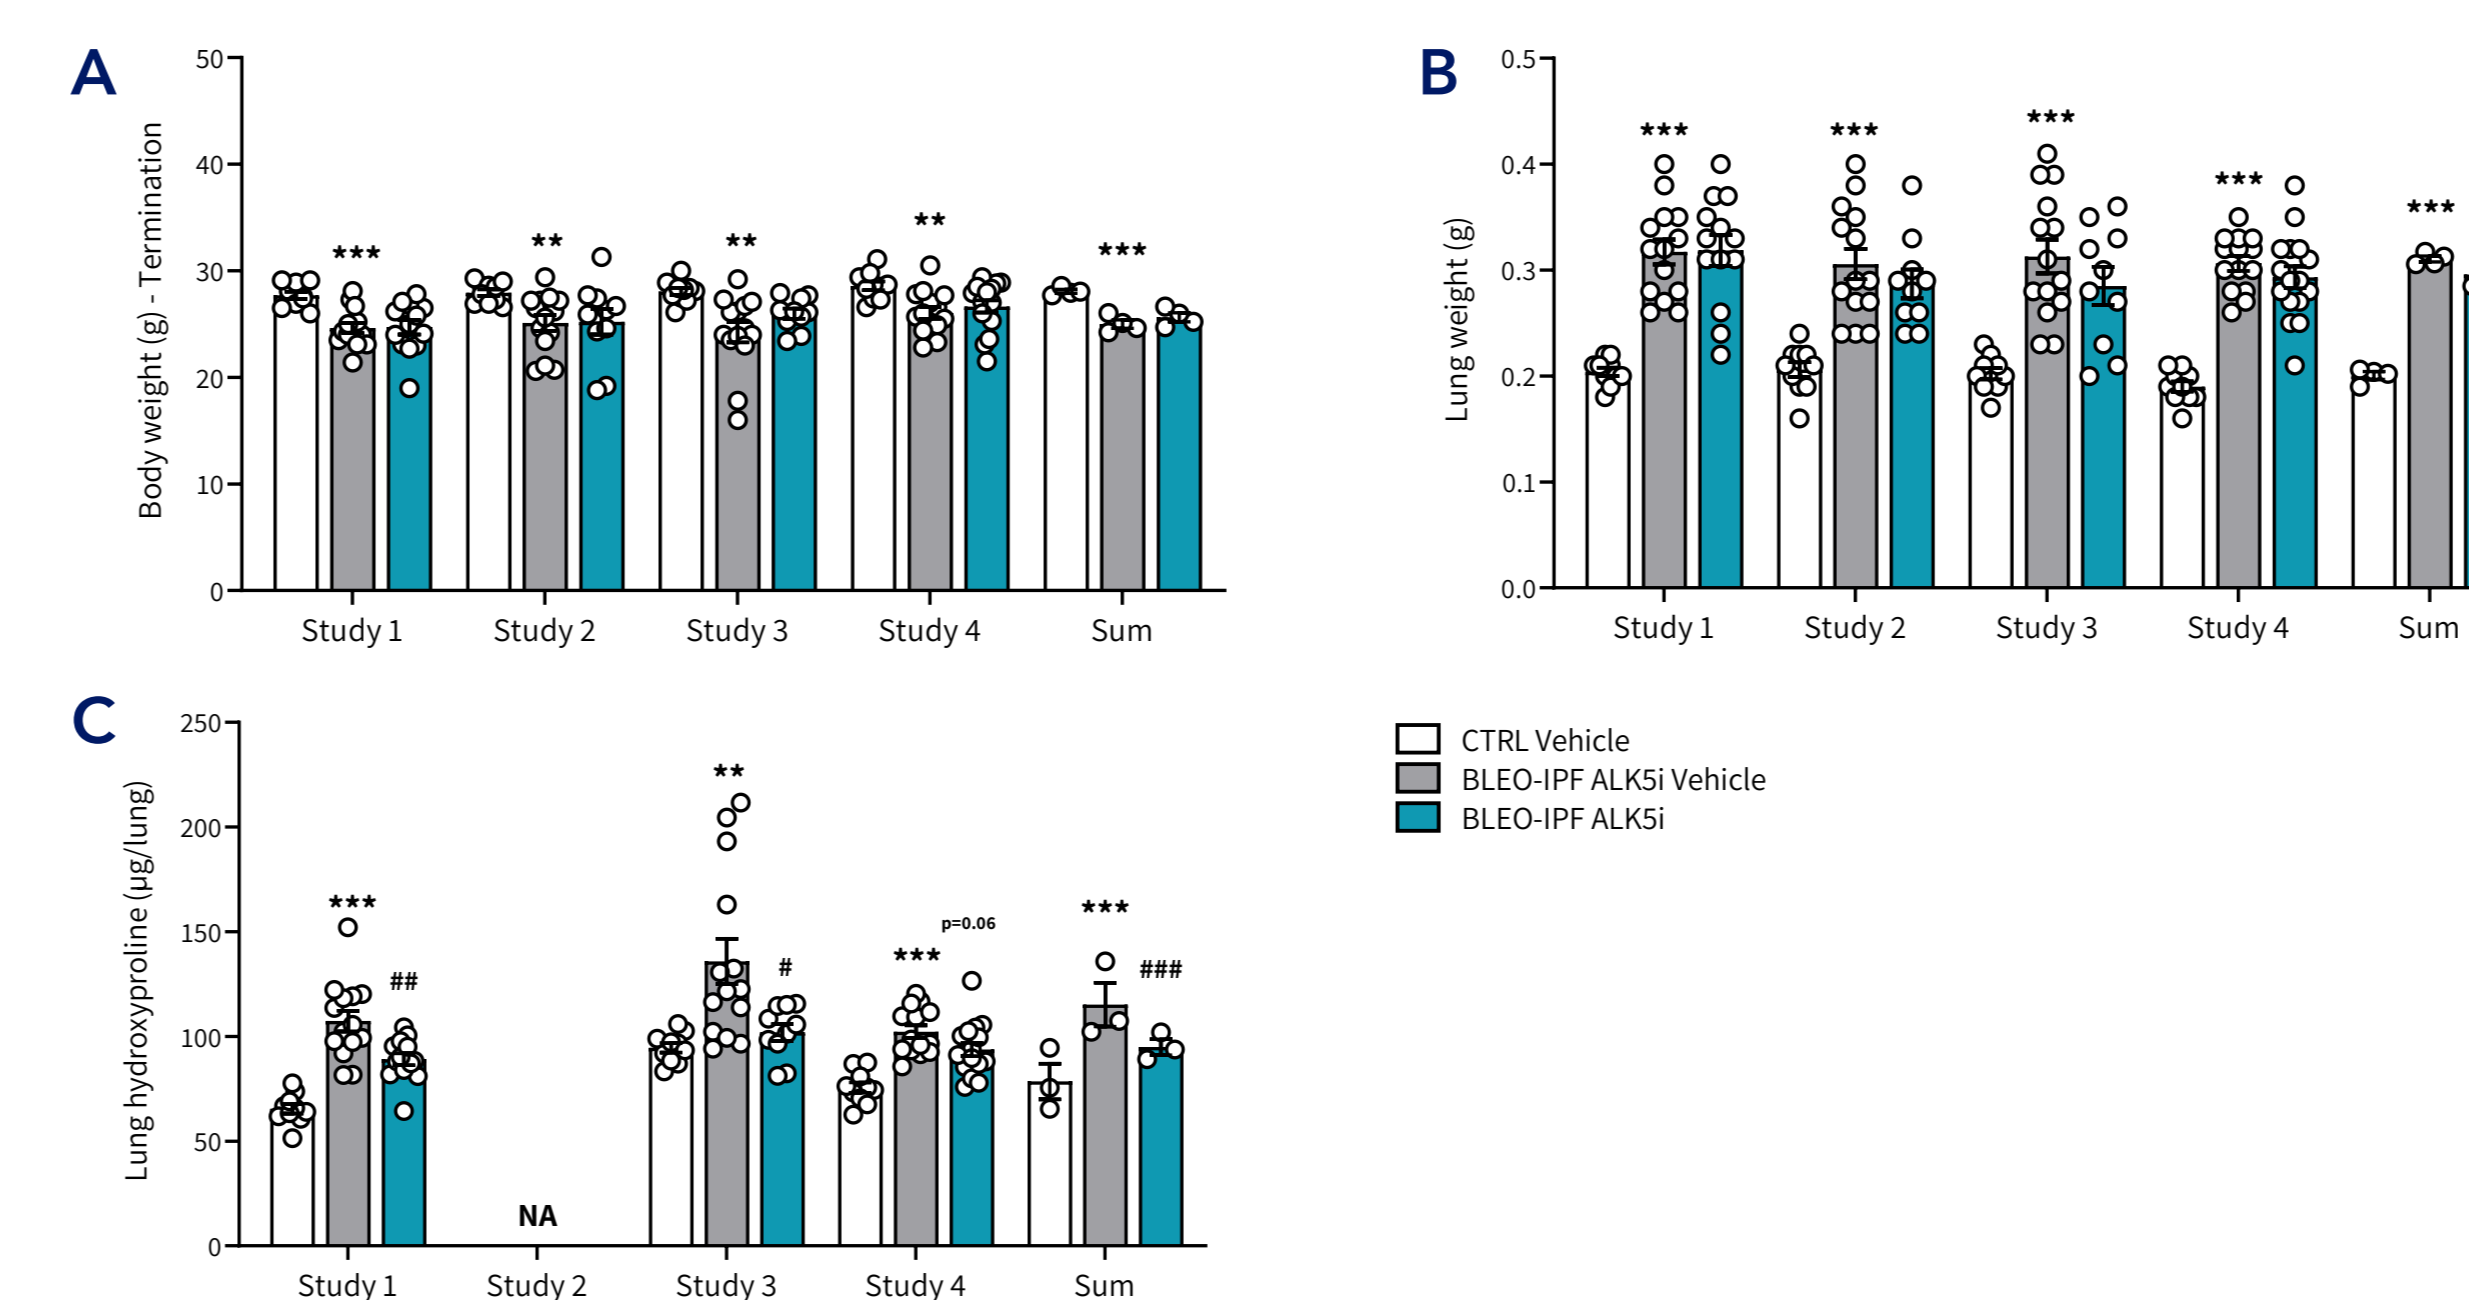 A
Body weight (g) - Termination
50
40
30
20
10
0
***
**
**
**
***
Study 1
Study 2
Study 3
Study 4
Sum
B
Lung weight (g)
0.5
0.4
0.3
0.2
0.1
0.0
***
***
***
***
***
Study 1
Study 2
Study 3
Study 4
Sum
C
Lung hydroxyproline (µg/lung)
250
200
150
100
50
0
***
##
NA
**
#
***
p=0.06
***
###
Study 1
Study 2
Study 3
Study 4
Sum
CTRL Vehicle
BLEO-IPF ALK5i Vehicle
BLEO-IPF ALK5i